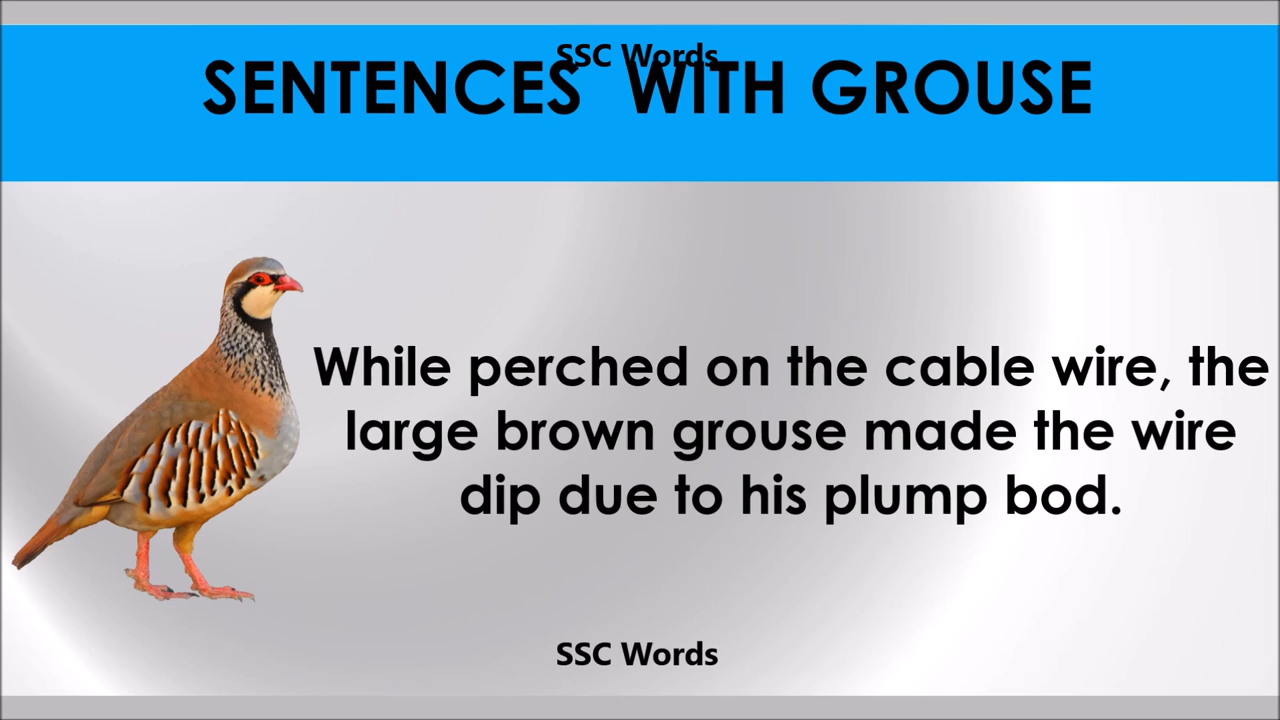 SSC Words
SENTENCES WITH GROUSE
While perched on the cable wire, the
large brown grouse made the wire
dip due to his plump bod.
SSC Words